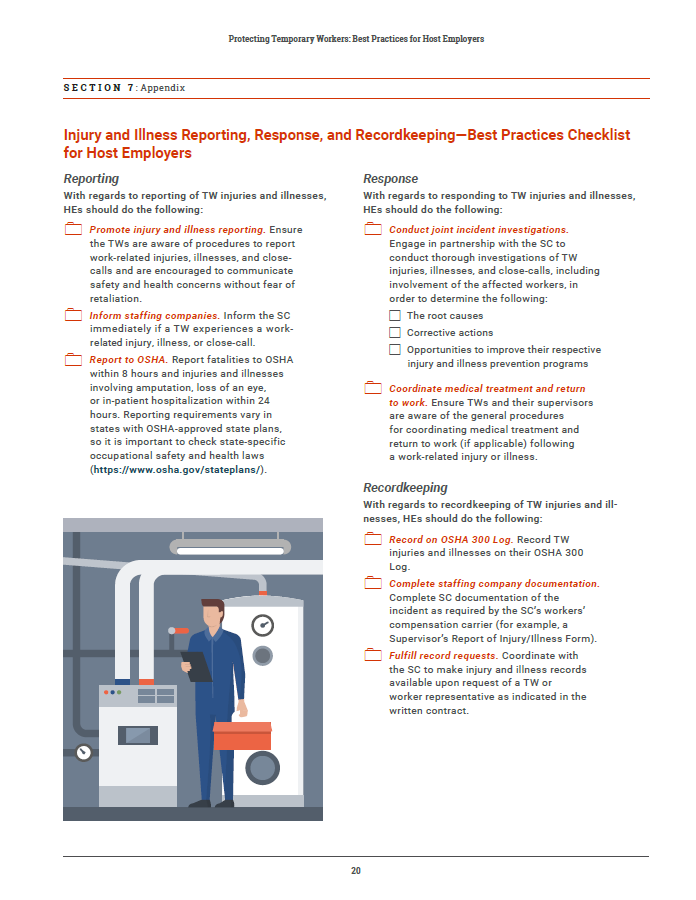 Protecting Temporary Workers: Best Practices for Host Employers
SECTION 7: Appendix
Injury and Illness Reporting, Response, and Recordkeeping—Best Practices Checklist
for Host Employers
Reporting
With regards to reporting of TW injuries and illnesses,
HEs should do the following:
Promote injury and illness reporting. Ensure
the TWs are aware of procedures to report
work-related injuries, illnesses, and close-
calls and are encouraged to communicate
safety and health concerns without fear of
retaliation.
Inform staffing companies. Inform the SC
immediately if a TW experiences a work-
related injury, illness, or close-call.
Report to OSHA. Report fatalities to OSHA
within 8 hours and injuries and illnesses
involving amputation, loss of an eye,
or in-patient hospitalization within 24
hours. Reporting requirements vary in
states with OSHA-approved state plans,
so it is important to check state-specific
occupational safety and health laws
(https://www.osha.gov/stateplans/).
Response
With regards to responding to TW injuries and illnesses,
HEs should do the following:
Conduct joint incident investigations.
Engage in partnership with the SC to
conduct thorough investigations of TW
injuries, illnesses, and close-calls, including
involvement of the affected workers, in
order to determine the following:
The root causes
Corrective actions
Opportunities to improve their respective
injury and illness prevention programs
Coordinate medical treatment and return
to work. Ensure TWs and their supervisors
are aware of the general procedures
for coordinating medical treatment and
return to work (if applicable) following
a work-related injury or illness.
Recordkeeping
With regards to recordkeeping of TW injuries and ill-
nesses, HEs should do the following:
Record on OSHA 300 Log. Record TW
injuries and illnesses on their OSHA 300
Log.
Complete staffing company documentation.
Complete SC documentation of the
incident as required by the SC's workers'
compensation carrier (for example, a
Supervisor's Report of Injury/Illness Form).
Fulfill record requests. Coordinate with
the SC to make injury and illness records
available upon request of a TW or
worker representative as indicated in the
written contract.
20